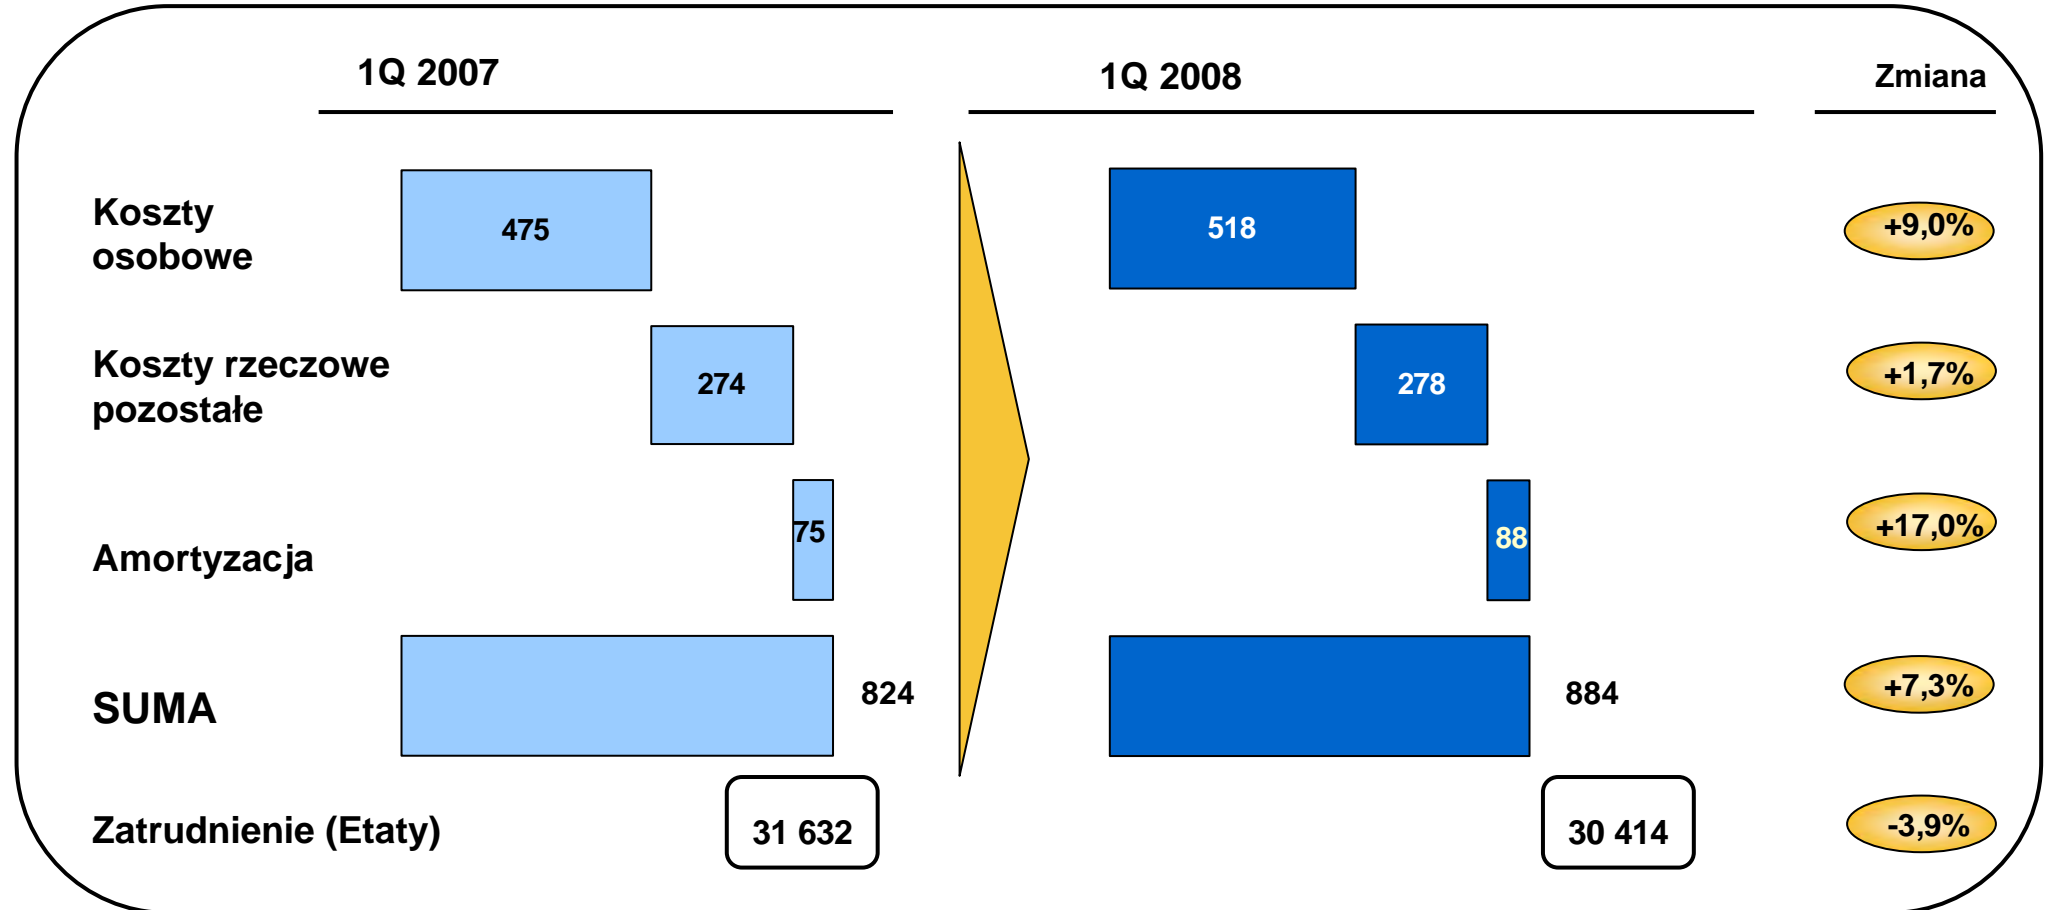 1Q 2007
1Q 2008
Zmiana
Koszty
osobowe
475
518
+9,0%
Koszty rzeczowe
pozostałe
274
278
+1,7%
Amortyzacja
75
88
+17,0%
SUMA
824
884
+7,3%
Zatrudnienie (Etaty)
31 632
30 414
-3,9%